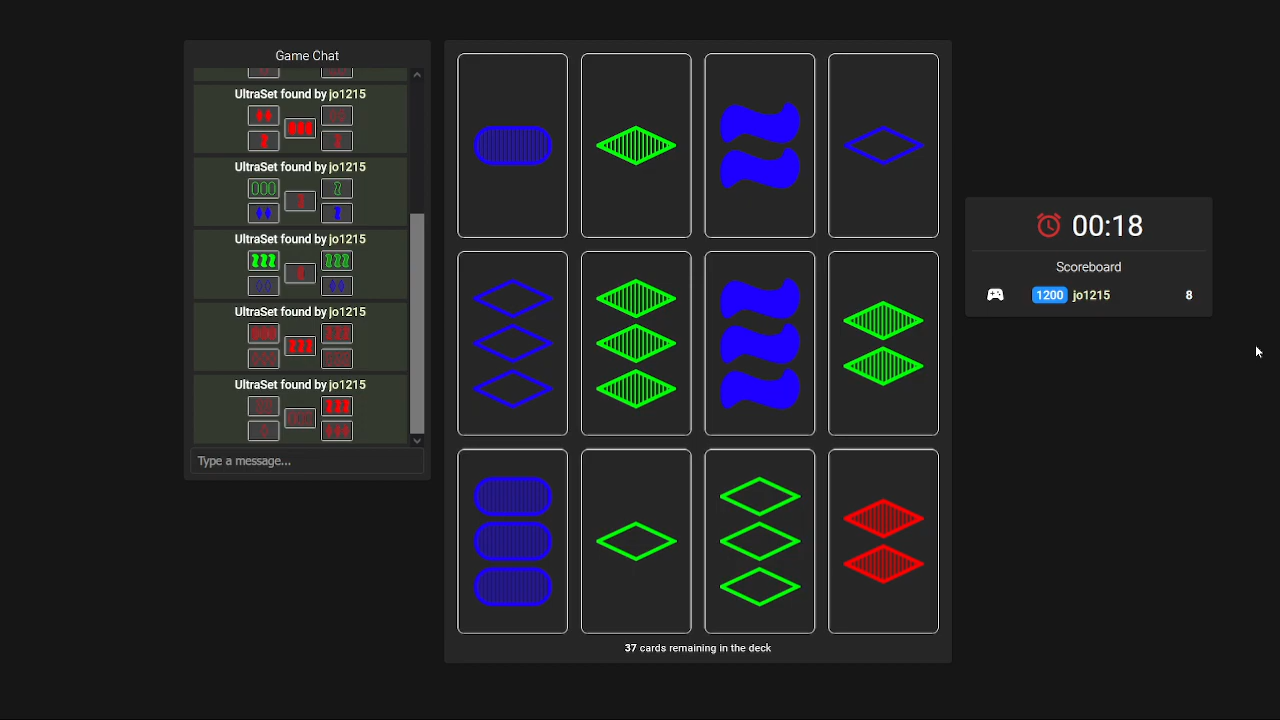 Game Chat
UltraSet found by jo1215
UltraSet found by jo1215
UltraSet found by jo1215
UltraSet found by jo1215
UltraSet found by jo1215
Type a message...
37 cards remaining in the deck
00:18
Scoreboard
1200 jo1215 8